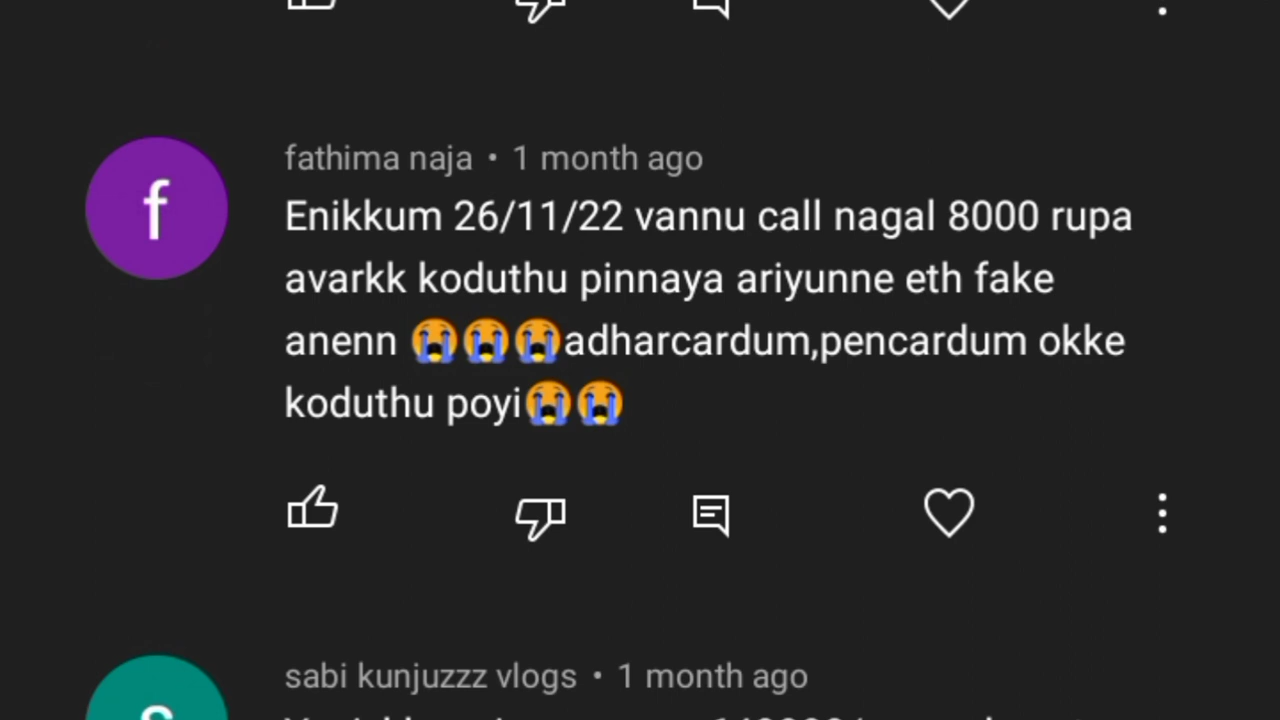 fathima naja • 1 month ago
f
Enikkum 26/11/22 vannu call nagal 8000 rupa
avarkk koduthu pinnaya ariyunne eth fake
anenn 😭😭😭adharcardum,pencardum okke
koduthu poyi😭😭
sabi kunjuzzz vlogs • 1 month ago